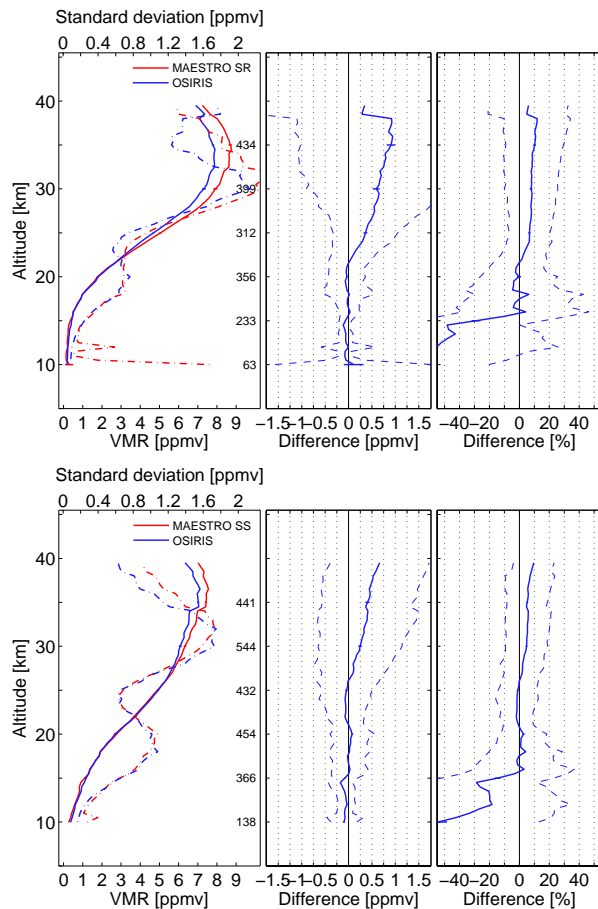 Standard deviation [ppmv]
0 0.4 0.8 1.2 1.6 2
MAESTRO SR
OSIRIS
40
434
30
399
312
20
356
233
10
63
Altitude [km]
0 1 2 3 4 5 6 7 8 9
−1.5 −0.5 0 0.5 1.5
−40 −20 0 20 40
VMR [ppmv]
Difference [ppmv]
Difference [%]
Standard deviation [ppmv]
0 0.4 0.8 1.2 1.6 2
MAESTRO SS
OSIRIS
40
441
30
544
432
20
454
366
10
138
Altitude [km]
0 1 2 3 4 5 6 7 8 9
−1.5 −0.5 0 0.5 1.5
−40 −20 0 20 40
VMR [ppmv]
Difference [ppmv]
Difference [%]